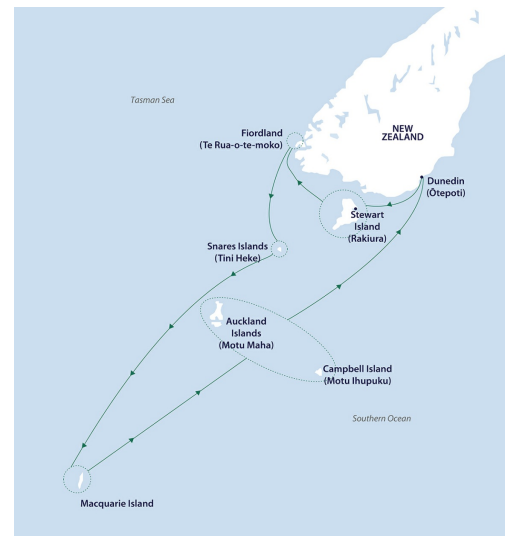 Tasman Sea
Fiordland
(Te Rua-o-te-moko)
NEW
ZEALAND
Dunedin
(Ōtepoti)
Stewart
Island
(Rakiura)
Snares Islands
(Tini Heke)
Auckland
Islands
(Motu Maha)
Campbell Island
(Motu Ihupuku)
Southern Ocean
Macquarie Island